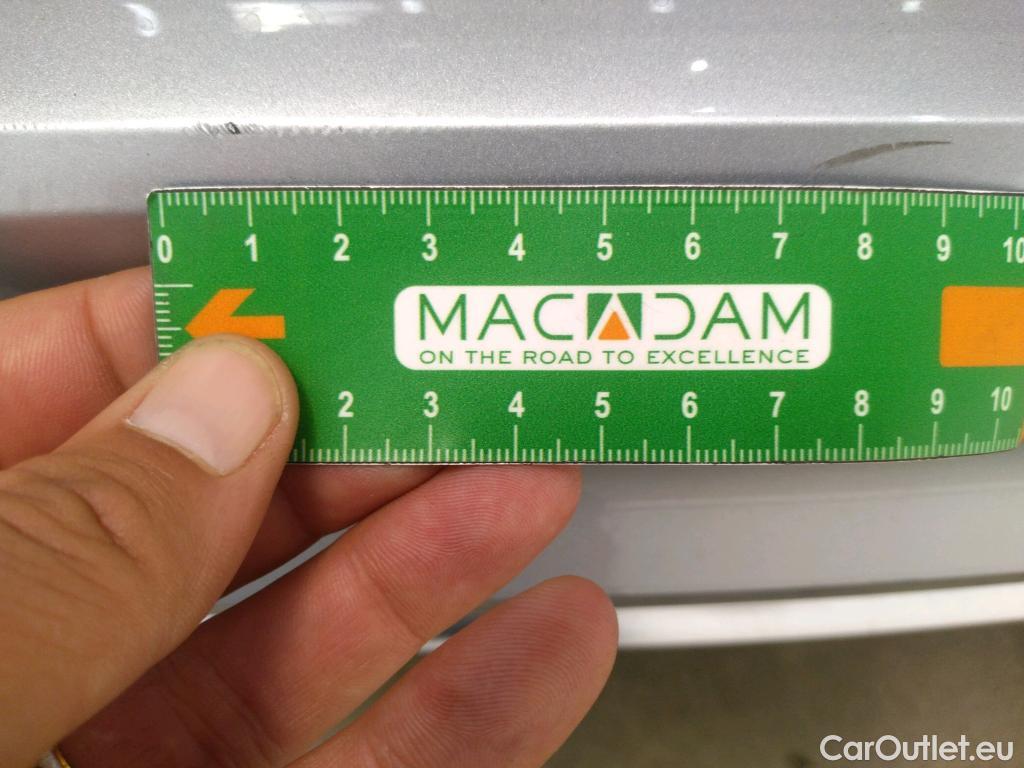 0 1 2 3 4 5 6 7 8 9 10
MACADAM
ON THE ROAD TO EXCELLENCE
2 3 4 5 6 7 8 9 10
CarOutlet.eu